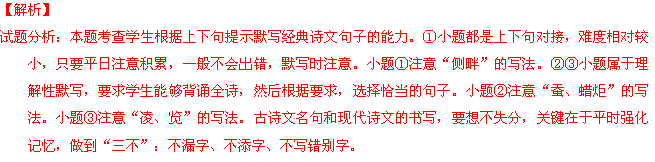 【解析】
试题分析：本题考查学生根据上下句提示默写经典诗文句子的能力。①小题都是上下句对接，难度相对较
小，只要平日注意积累，一般不会出错，默写时注意。小题①注意“侧畔”的写法。②③小题属于理
解性默写，要求学生能够背诵全诗，然后根据要求，选择恰当的句子。小题②注意“蚕、蜡炬”的写
法。小题③注意“凌、览”的写法。古诗文名句和现代诗文的书写，要想不失分，关键在于平时强化
记忆，做到“三不”：不漏字、不添字、不写错别字。